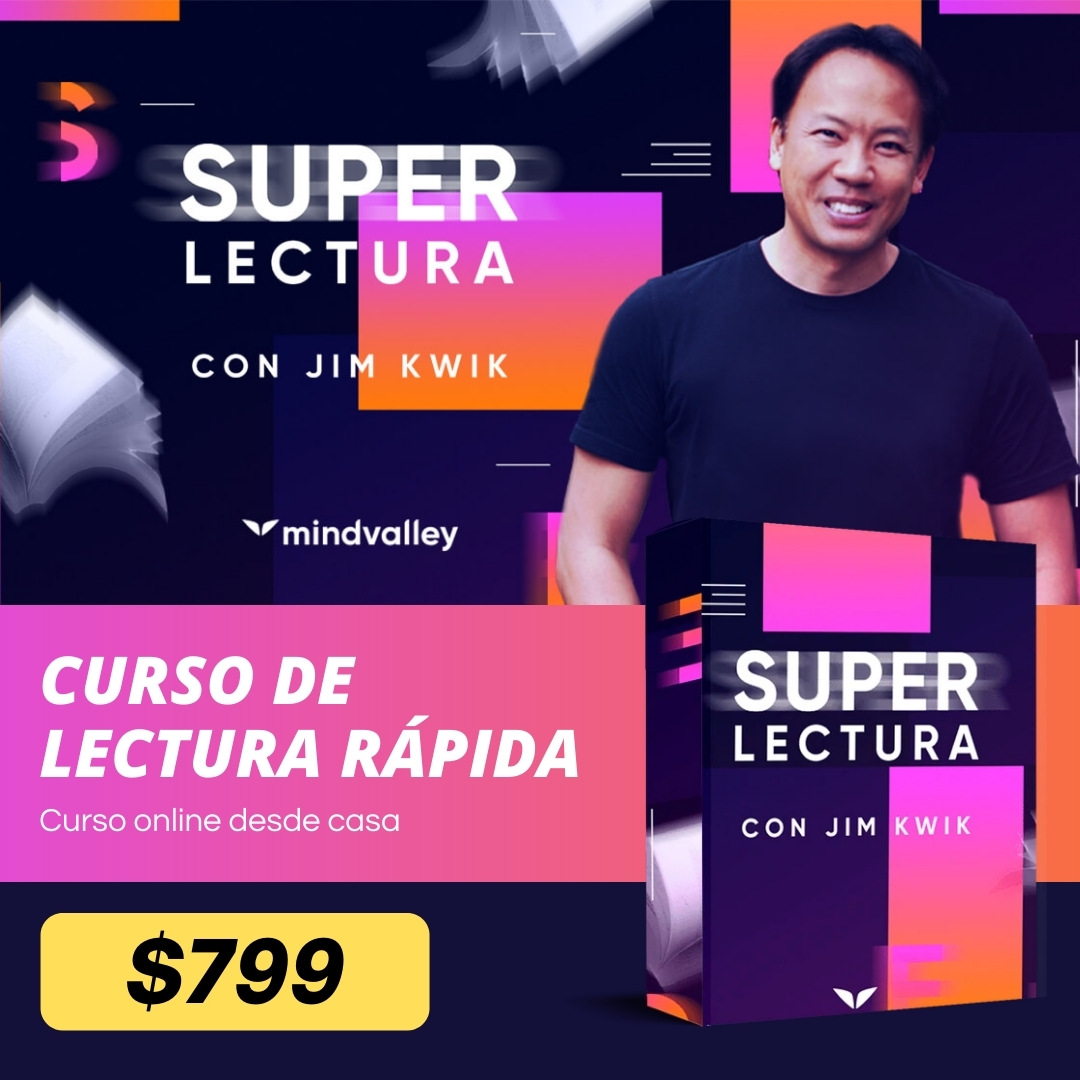 SUPER
LECTURA
CON JIM KWIK
mindvalley
CURSO DE
LECTURA RÁPIDA
Curso online desde casa
$799
SUPER
LECTURA
CON JIM KWIK